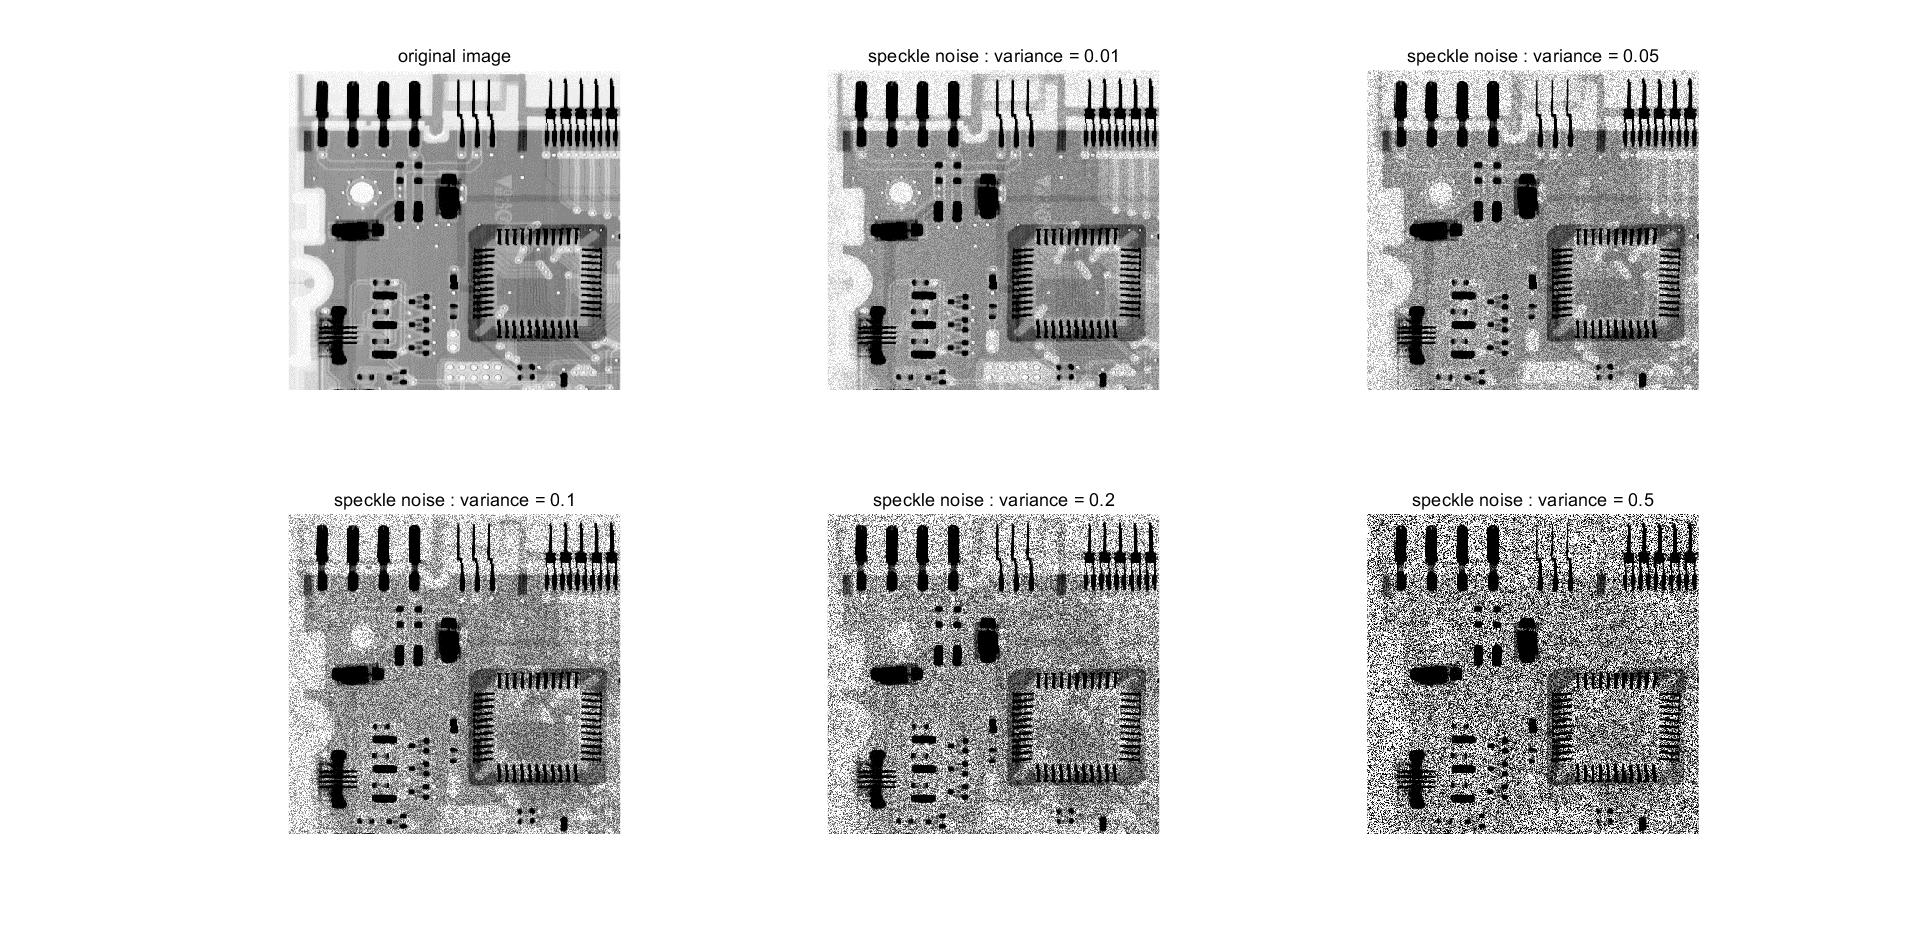 original image
speckle noise : variance = 0.01
speckle noise : variance = 0.05
speckle noise : variance = 0.1
speckle noise : variance = 0.2
speckle noise : variance = 0.5